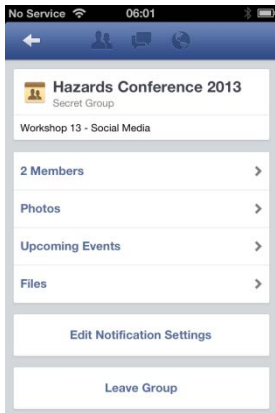 No Service 06:01
Hazards Conference 2013
Secret Group
Workshop 13 - Social Media
2 Members
Photos
Upcoming Events
Files
Edit Notification Settings
Leave Group